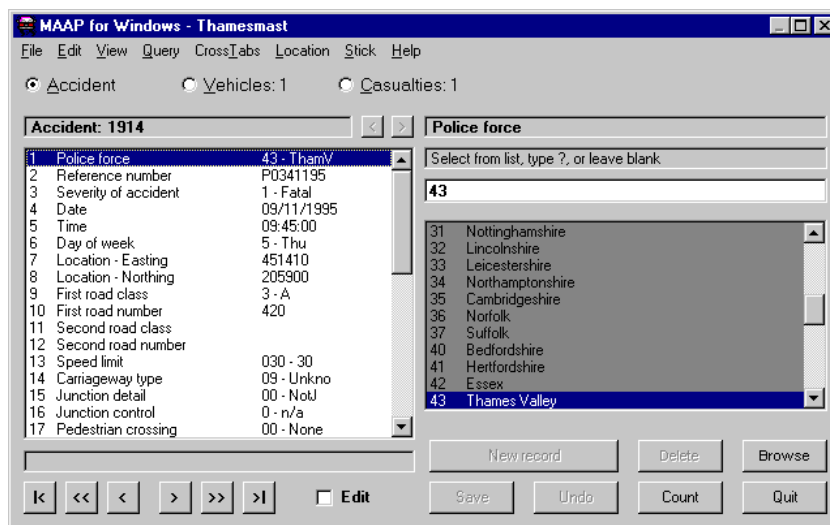 MAAP for Windows - Thamesmast
File Edit View Query CrossTabs Location Stick Help
Accident Vehicles: 1 Casualties: 1
Accident: 1914 < >
1 Police force 43 - ThamV
2 Reference number P0341195
3 Severity of accident 1 - Fatal
4 Date 09/11/1995
5 Time 09:45:00
6 Day of week 5 - Thu
7 Location - Easting 451410
8 Location - Northing 205900
9 First road class 3 - A
10 First road number 420
11 Second road class
12 Second road number
13 Speed limit 030 - 30
14 Carriageway type 09 - Unkno
15 Junction detail 00 - NotJ
16 Junction control 0 - n/a
17 Pedestrian crossing 00 - None
Police force
Select from list, type ?, or leave blank
43
31 Nottinghamshire
32 Lincolnshire
33 Leicestershire
34 Northamptonshire
35 Cambridgeshire
36 Norfolk
37 Suffolk
40 Bedfordshire
41 Hertfordshire
42 Essex
43 Thames Valley
New record Delete Browse
|< << < > >> >| Edit
Save Undo Count Quit